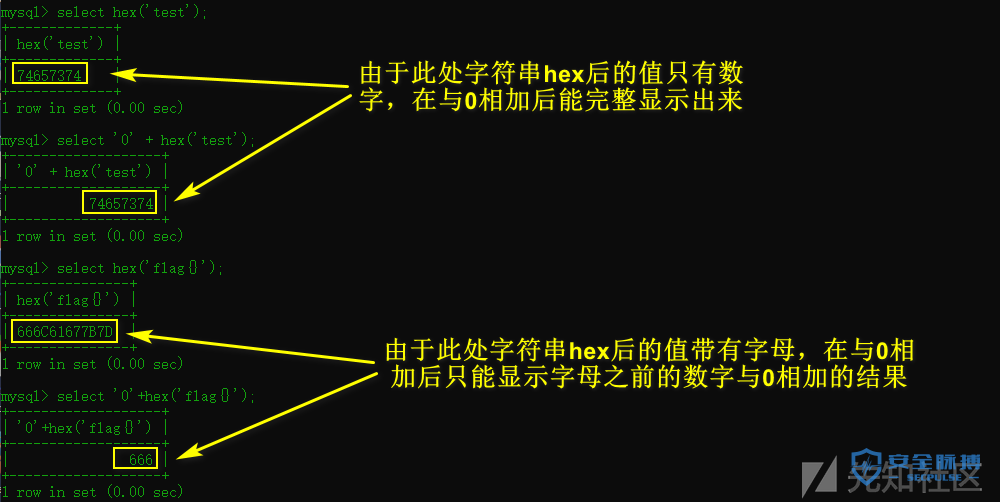 mysql> select hex('test');
+-------------+
| hex('test') |
+-------------+
| 74657374 |
+-------------+
1 row in set (0.00 sec)
由于此处字符串hex后的值只有数
字，在与0相加后能完整显示出来
mysql> select '0' + hex('test');
+-------------------+
| '0' + hex('test') |
+-------------------+
| 74657374 |
+-------------------+
1 row in set (0.00 sec)
mysql> select hex('flag{}');
+---------------+
| hex('flag{}') |
+---------------+
| 666C61677B7D |
+---------------+
1 row in set (0.00 sec)
由于此处字符串hex后的值带有字母，在与0相
加后只能显示字母之前的数字与0相加的结果
mysql> select '0'+hex('flag{}');
+-------------------+
| '0'+hex('flag{}') |
+-------------------+
| 666 |
+-------------------+
1 row in set (0.00 sec)
安全脉搏
SECPULSE
先知社区